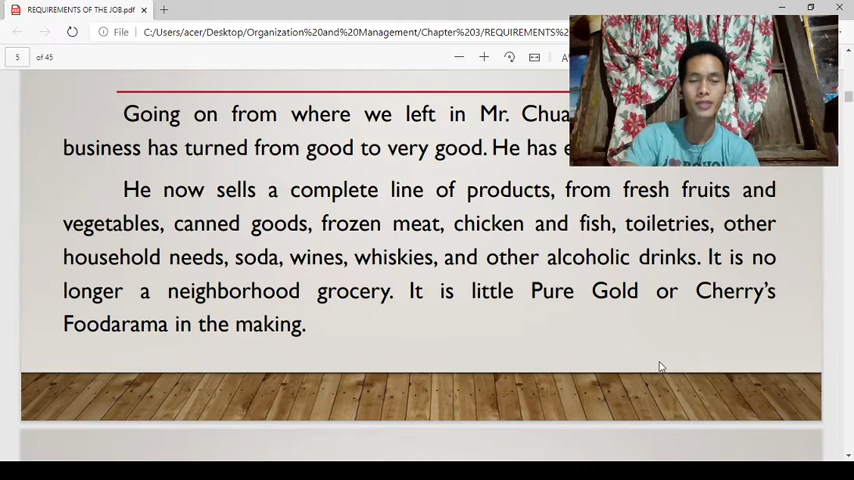 REQUIREMENTS OF THE JOB.pdf
File
C:/Users/acer/Desktop/Organization%20and%20Management/Chapter%203/REQUIREMENTS%2
5 of 45
Going on from where we left in Mr. Chua
business has turned from good to very good. He has
He now sells a complete line of products, from fresh fruits and
vegetables, canned goods, frozen meat, chicken and fish, toiletries, other
household needs, soda, wines, whiskies, and other alcoholic drinks. It is no
longer a neighborhood grocery. It is little Pure Gold or Cherry's
Foodarama in the making.